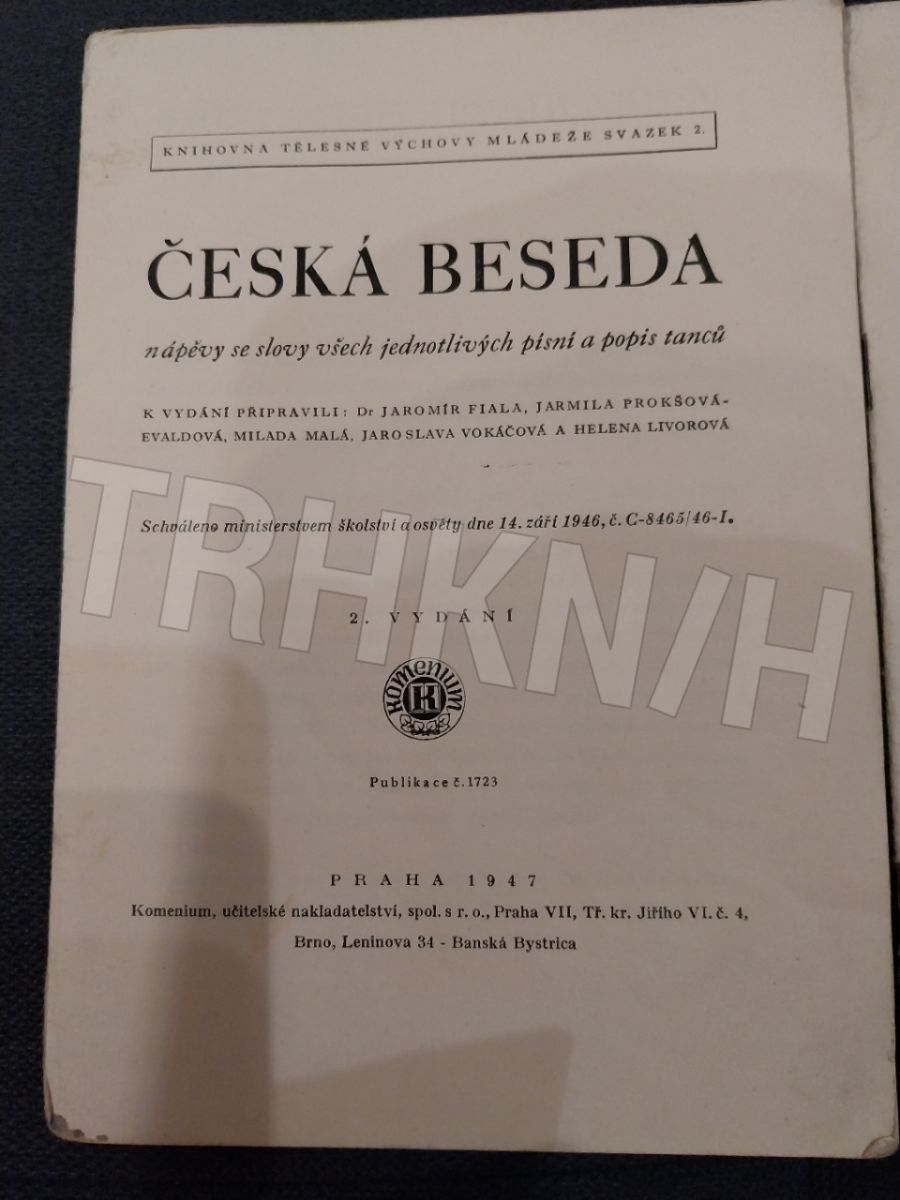 KNIHOVNA TĚLESNÉ VÝCHOVY MLÁDEŽE SVAZEK 2.
ČESKÁ BESEDA
nápěvy se slovy všech jednotlivých písní a popis tanců
K VYDÁNÍ PŘIPRAVILI: Dr JAROMÍR FIALA, JARMILA PROKŠOVÁ-
EVALDOVÁ, MILADA MALÁ, JAROSLAVA VOKÁČOVÁ A HELENA LIVOROVÁ
Schváleno ministerstvem školství a osvěty dne 14. září 1946, č. C-8465/46-I.
TRHKN/H
2. VYDÁNÍ
Komenium
K
Publikace č. 1723
PRAHA 1947
Komenium, učitelské nakladatelství, spol. s r. o., Praha VII, Tř. kr. Jiřího VI. č. 4,
Brno, Leninova 34 - Banská Bystrica